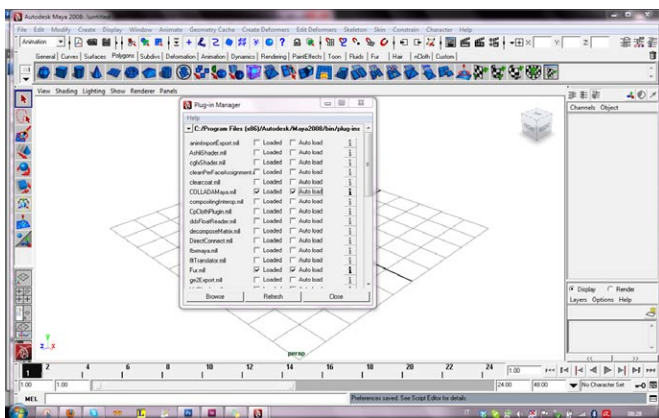 Autodesk Maya 2008: \untitled
File Edit Modify Create Display Window Animate Geometry Cache Create Deformers Edit Deformers Skeleton Skin Constrain Character Help
Animation
General Curves Surfaces Polygons Subdivs Deformation Animation Dynamics Rendering PaintEffects Toon Fluids Fur Hair nCloth Custom
View Shading Lighting Show Renderer Panels
Channels Object
Plug-in Manager
Help
C:/Program Files (x86)/Autodesk/Maya2008/bin/plug-ins
animImportExport.mll Loaded Auto load i
AshliShader.mll Loaded Auto load i
cgfxShader.mll Loaded Auto load i
cleanPerFaceAssignment.r Loaded Auto load i
clearcoat.mll Loaded Auto load i
COLLADAMaya.mll Loaded Auto load i
compositingInterop.mll Loaded Auto load i
CpClothPlugin.mll Loaded Auto load i
ddsFloatReader.mll Loaded Auto load i
decomposeMatrix.mll Loaded Auto load i
DirectConnect.mll Loaded Auto load i
fbxmaya.mll Loaded Auto load i
fltTranslator.mll Loaded Auto load i
Fur.mll Loaded Auto load i
ge2Export.mll Loaded Auto load i
Browse Refresh Close
Display Render
Layers Options Help
persp
1 2 4 6 8 10 12 14 16 18 20 22 24 1.00
1.00 1.00 24.00 48.00 No Character Set
MEL Preferences saved. See Script Editor for details.
IT 08:28